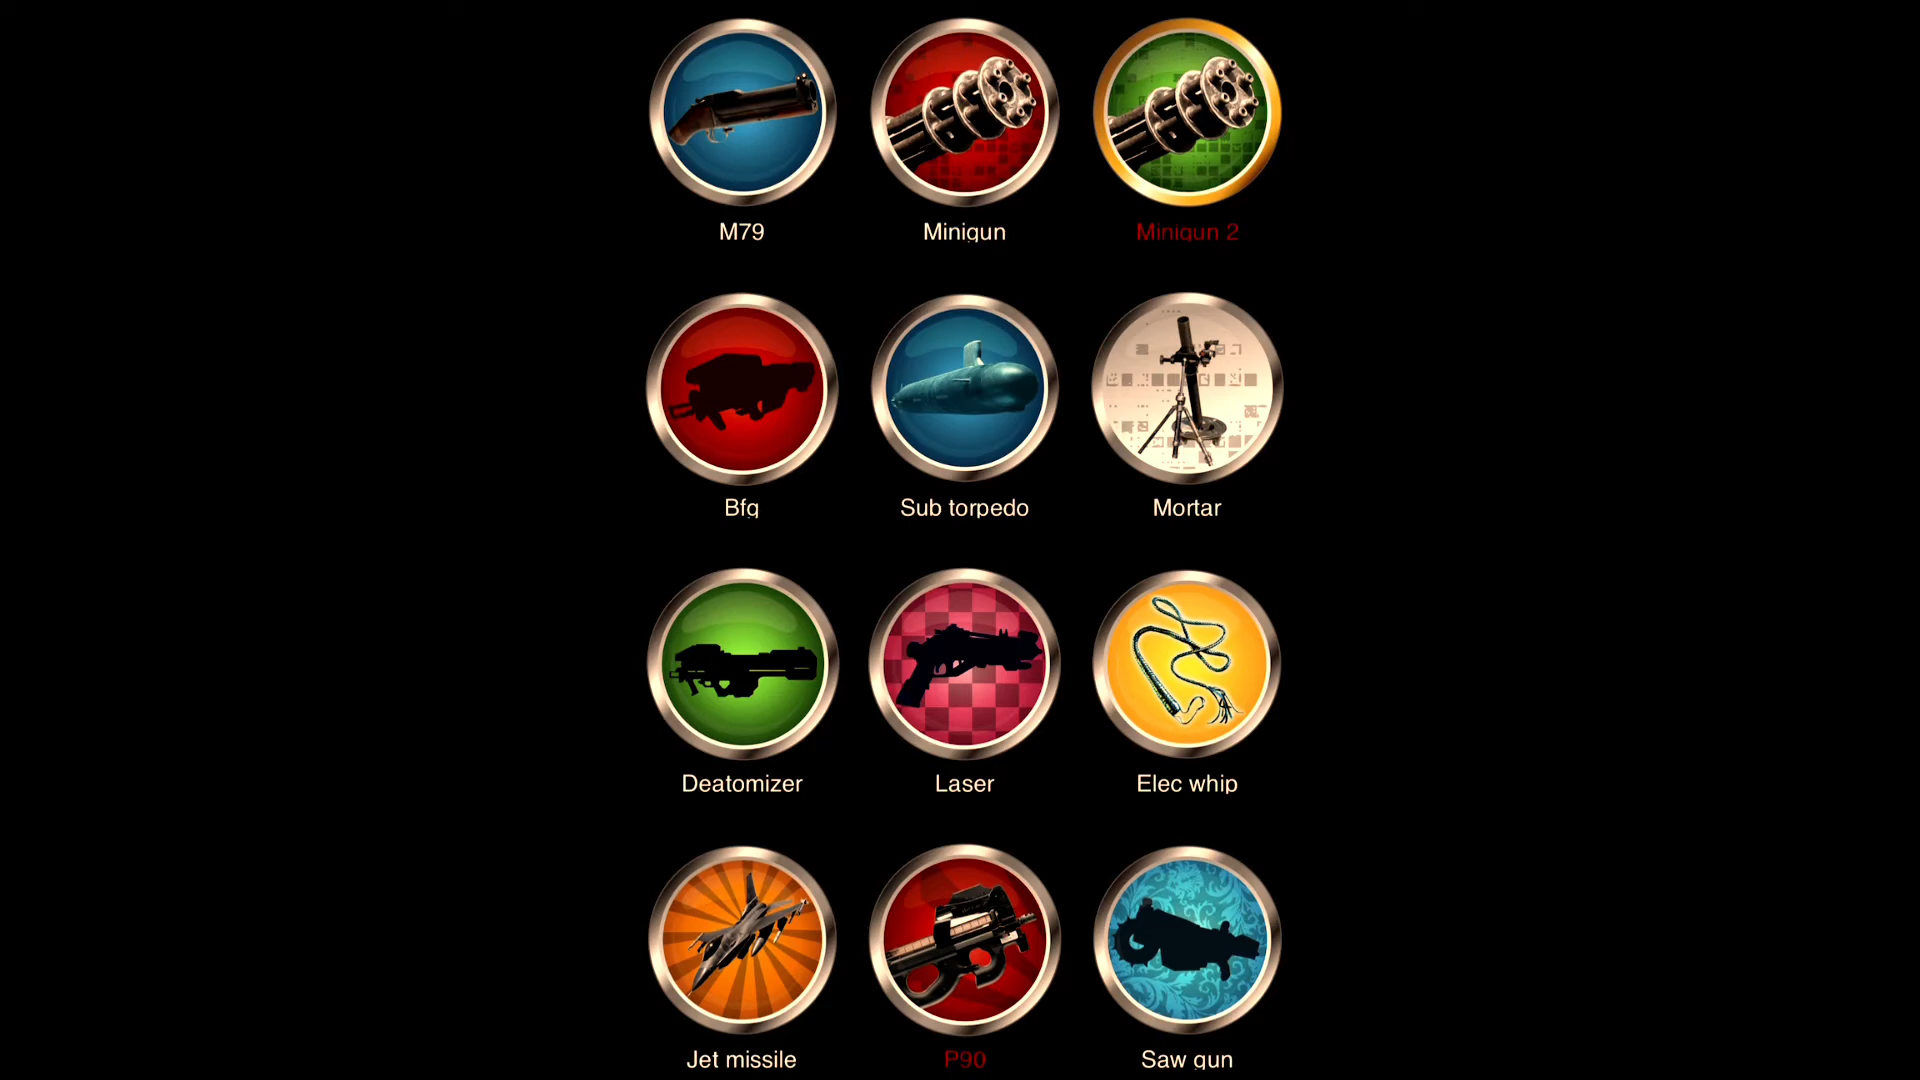 M79
Minigun
Minigun 2
Bfg
Sub torpedo
Mortar
Deatomizer
Laser
Elec whip
Jet missile
P90
Saw gun